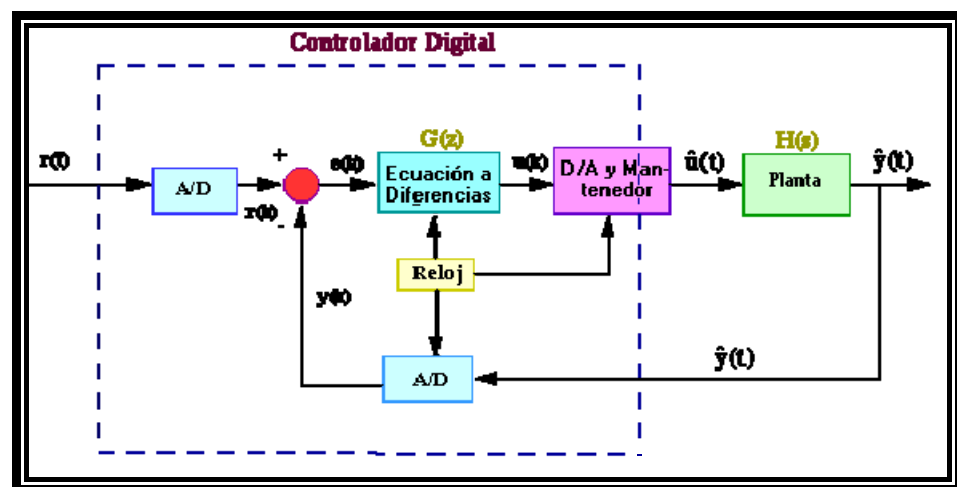 Controlador Digital
G(z)
H(s)
r(t)
+
e(k)
Ecuación a
Diferencias
u(k)
D/A y Man-
tenedor
û(t)
Planta
ŷ(t)
A/D
r(k)
-
Reloj
y(k)
A/D
ŷ(t)